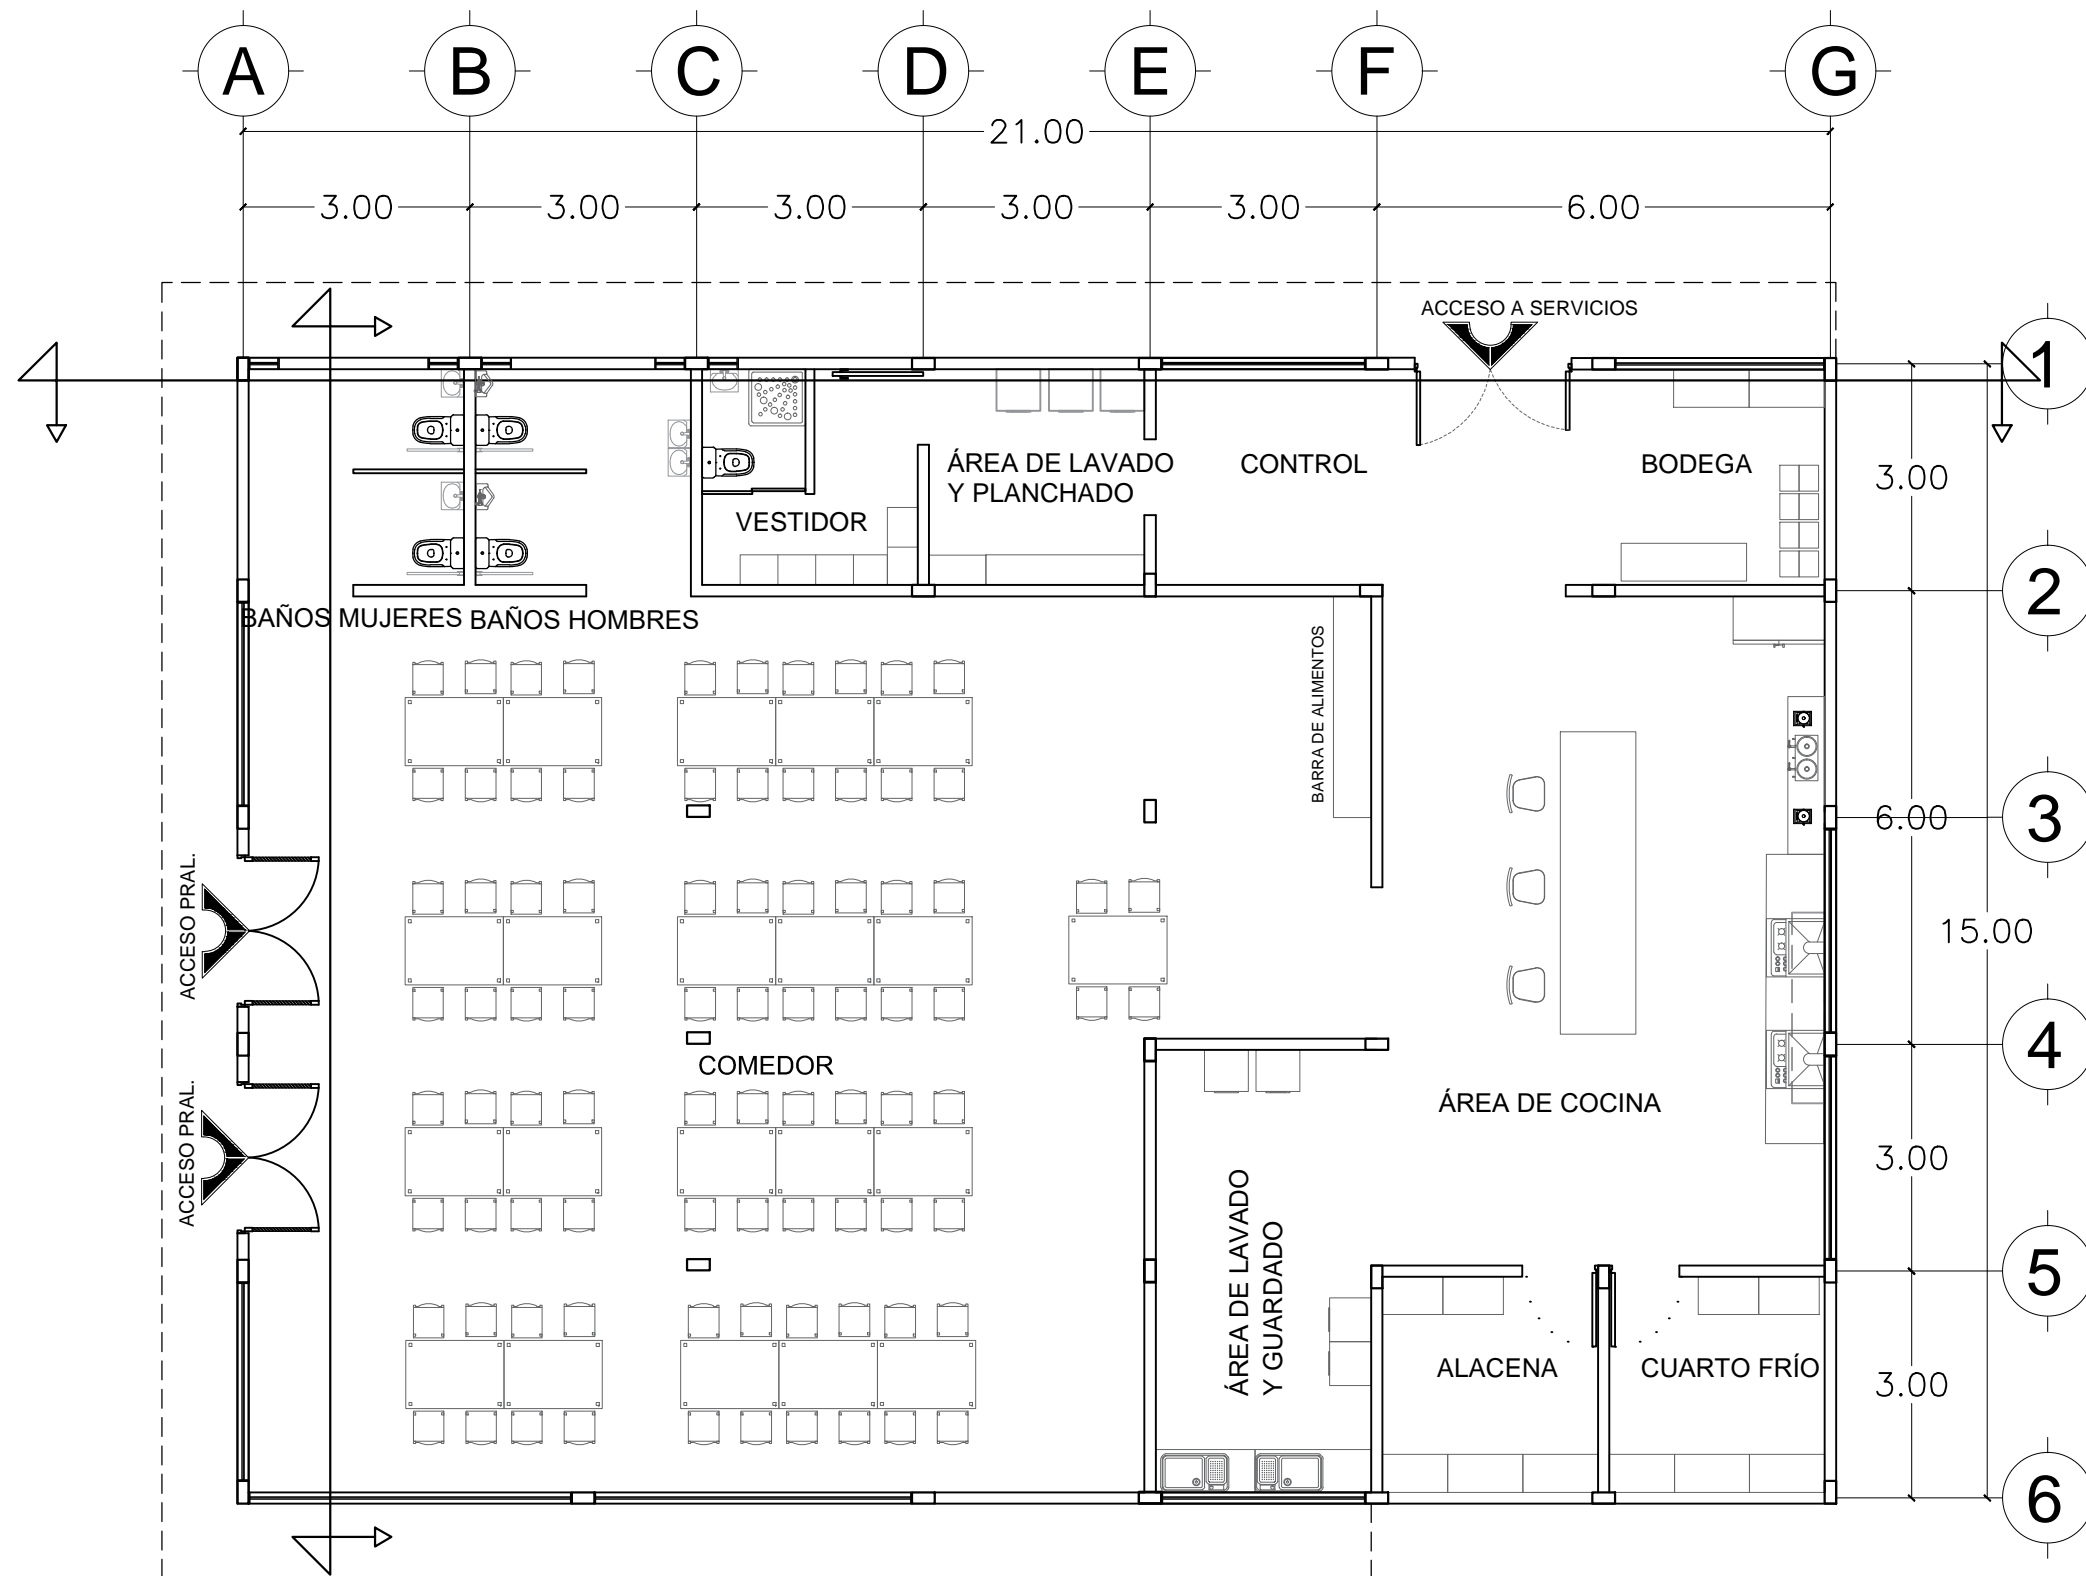 A B C D E F G
21.00
3.00 3.00 3.00 3.00 3.00 6.00
ACCESO A SERVICIOS
1
ÁREA DE LAVADO
Y PLANCHADO
CONTROL
BODEGA
3.00
VESTIDOR
2
BAÑOS MUJERES
BAÑOS HOMBRES
BARRA DE ALIMENTOS
6.00
3
ACCESO PRAL.
15.00
4
COMEDOR
ÁREA DE COCINA
ACCESO PRAL.
3.00
ÁREA DE LAVADO
Y GUARDADO
5
ALACENA
CUARTO FRÍO
3.00
6